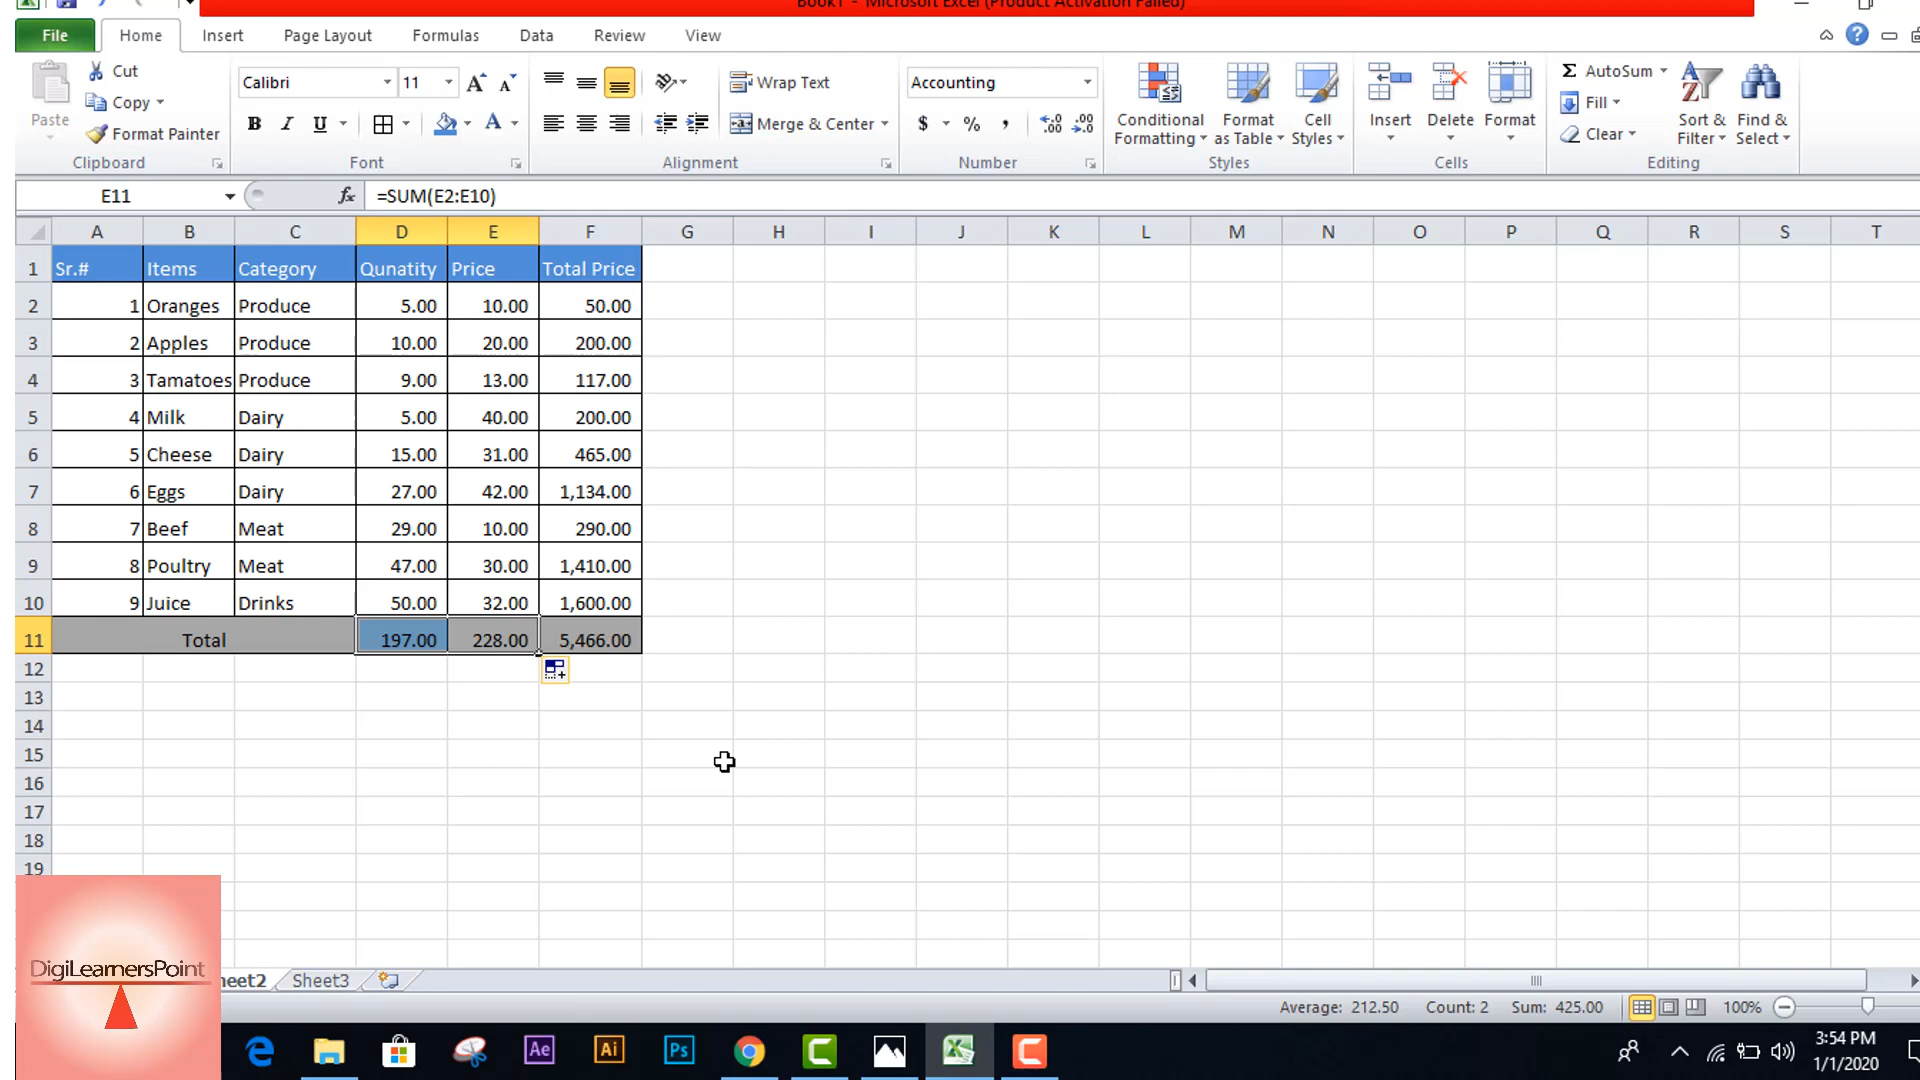 Book1 - Microsoft Excel (Product Activation Failed)
File Home Insert Page Layout Formulas Data Review View
Paste
Cut
Copy
Format Painter
Clipboard
Calibri 11
B I U A
Font
Wrap Text
Merge & Center
Alignment
Accounting
$ % ,
Number
Conditional Formatting
Format as Table
Cell Styles
Styles
Insert Delete Format
Cells
Σ AutoSum
Fill
Clear
Sort & Filter
Find & Select
Editing
E11 fx =SUM(E2:E10)
A B C D E F G H I J K L M N O P Q R S T
1 Sr.# Items Category Qunatity Price Total Price
2 1 Oranges Produce 5.00 10.00 50.00
3 2 Apples Produce 10.00 20.00 200.00
4 3 Tamatoes Produce 9.00 13.00 117.00
5 4 Milk Dairy 5.00 40.00 200.00
6 5 Cheese Dairy 15.00 31.00 465.00
7 6 Eggs Dairy 27.00 42.00 1,134.00
8 7 Beef Meat 29.00 10.00 290.00
9 8 Poultry Meat 47.00 30.00 1,410.00
10 9 Juice Drinks 50.00 32.00 1,600.00
11 Total 197.00 228.00 5,466.00
12
13
14
15
16
17
18
19
DigiLearnersPoint
heet2 Sheet3
Average: 212.50 Count: 2 Sum: 425.00 100%
Ae Ai Ps
3:54 PM
1/1/2020